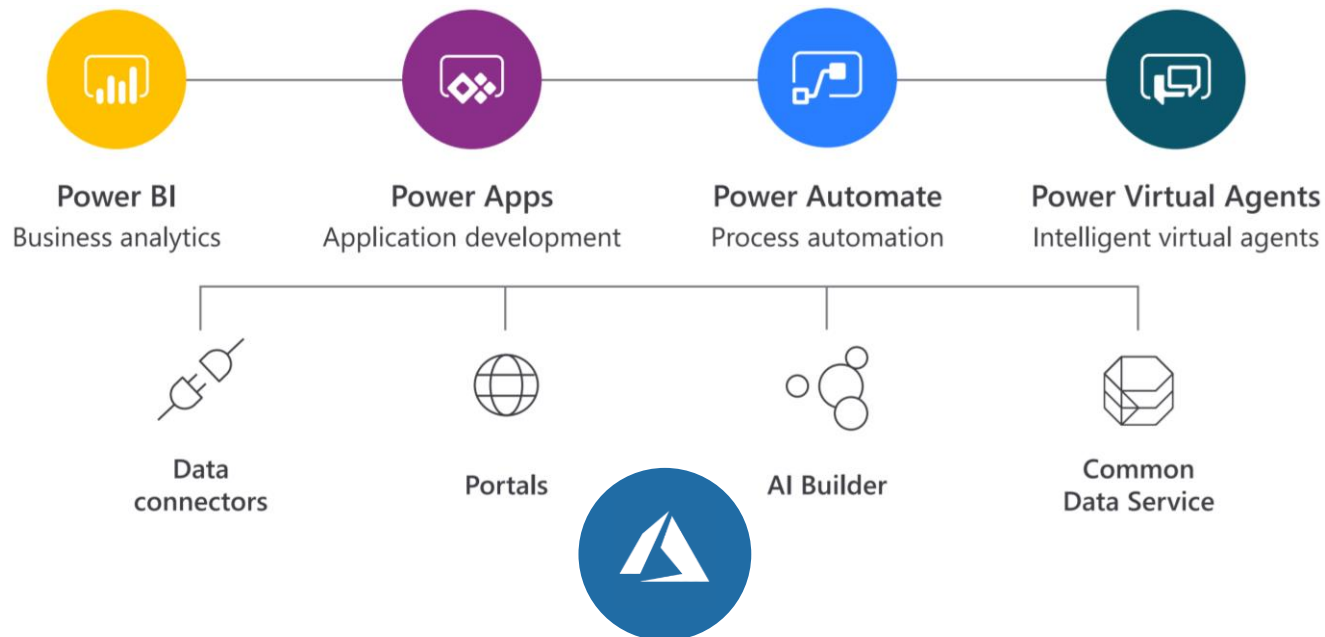 Power BI
Business analytics
Power Apps
Application development
Power Automate
Process automation
Power Virtual Agents
Intelligent virtual agents
Data
connectors
Portals
AI Builder
Common
Data Service